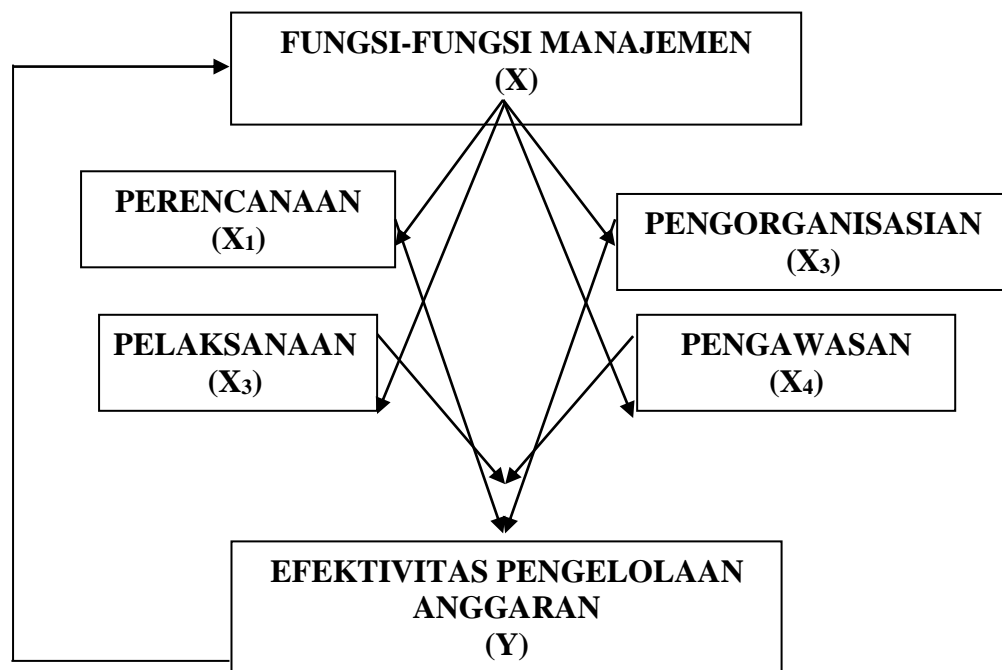 FUNGSI-FUNGSI MANAJEMEN
(X)
PERENCANAAN
(X₁)
PENGORGANISASIAN
(X₃)
PELAKSANAAN
(X₃)
PENGAWASAN
(X₄)
EFEKTIVITAS PENGELOLAAN
ANGGARAN
(Y)